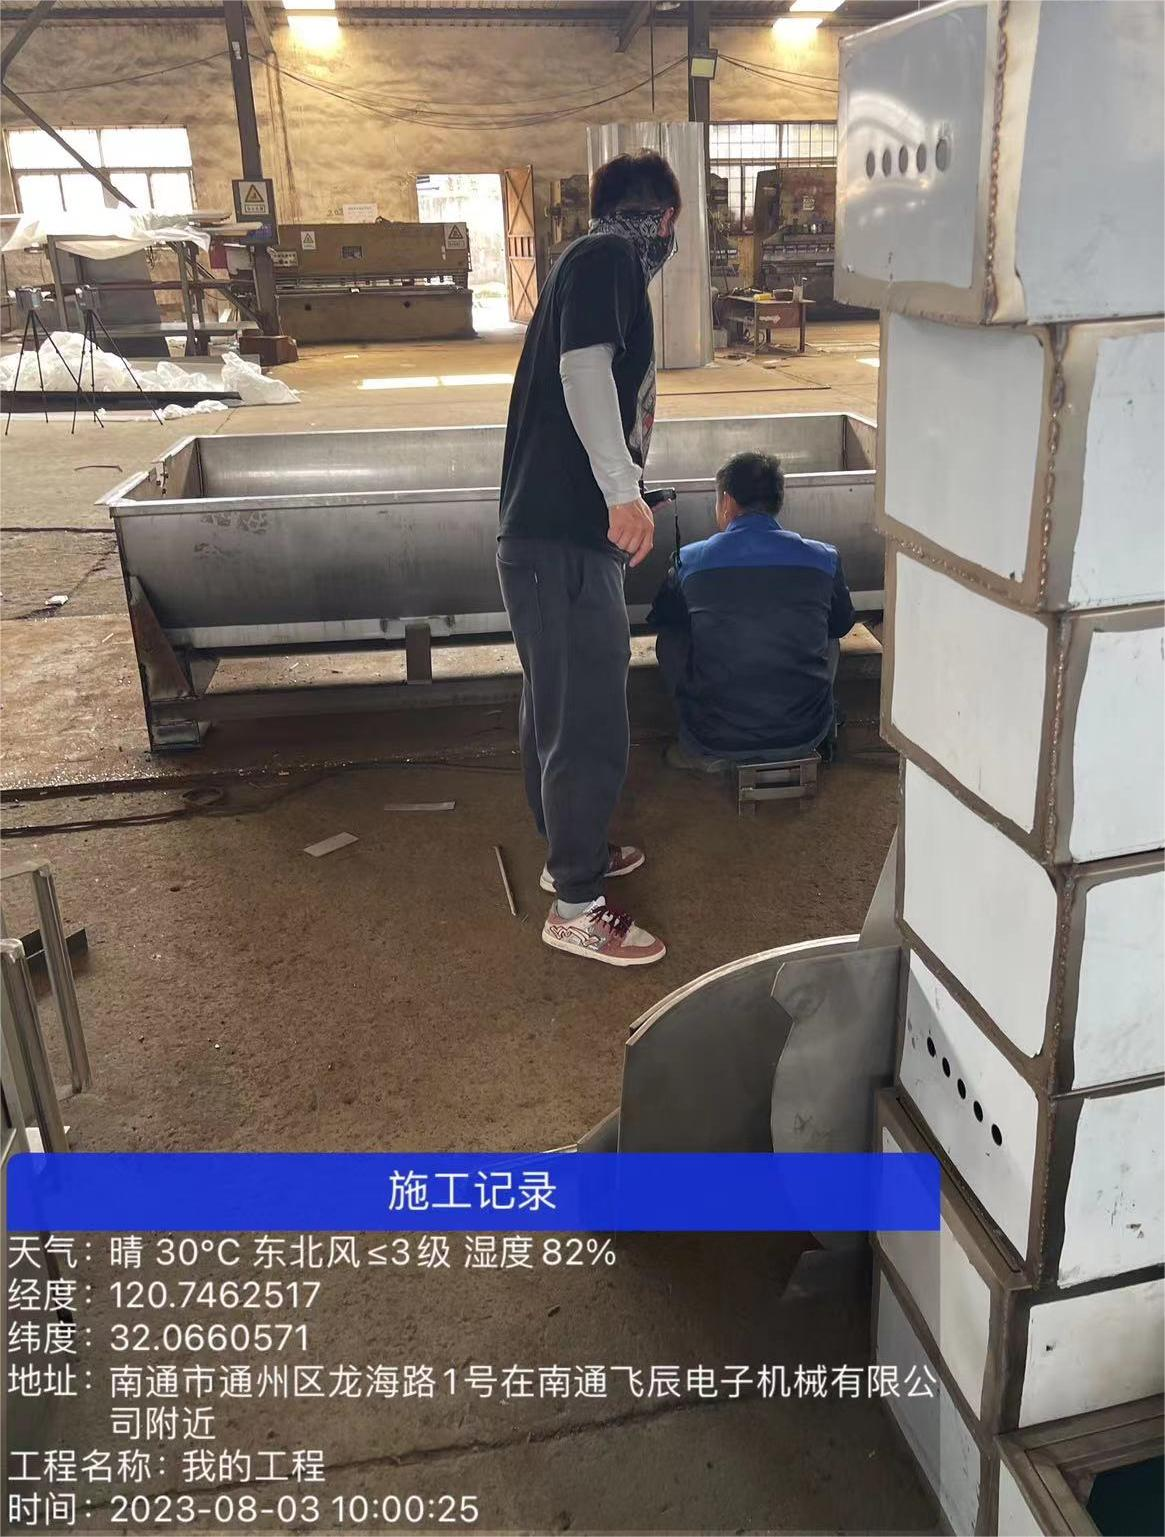 施工记录
天气：晴 30°C 东北风≤3级 湿度82%
经度：120.7462517
纬度：32.0660571
地址：南通市通州区龙海路1号在南通飞辰电子机械有限公
司附近
工程名称：我的工程
时间：2023-08-03 10:00:25